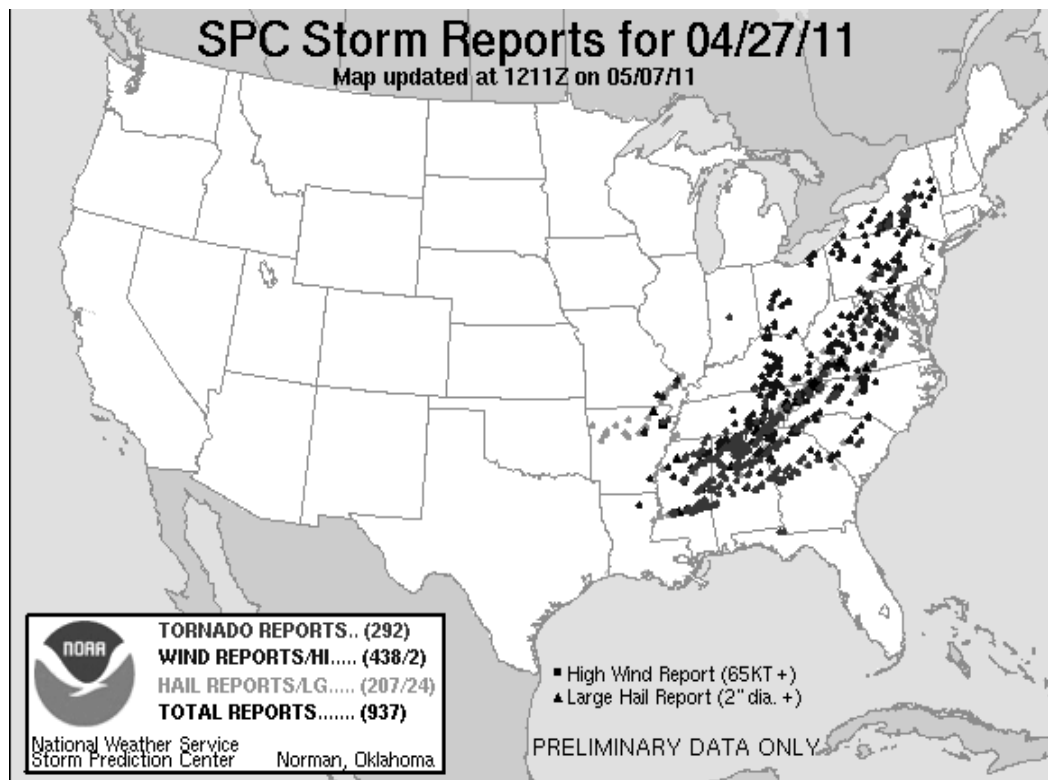 SPC Storm Reports for 04/27/11
Map updated at 1211Z on 05/07/11
NOAA
TORNADO REPORTS.. (292)
WIND REPORTS/HI..... (438/2)
HAIL REPORTS/LG..... (207/24)
TOTAL REPORTS....... (937)
National Weather Service
Storm Prediction Center Norman, Oklahoma
High Wind Report (65KT +)
Large Hail Report (2" dia. +)
PRELIMINARY DATA ONLY